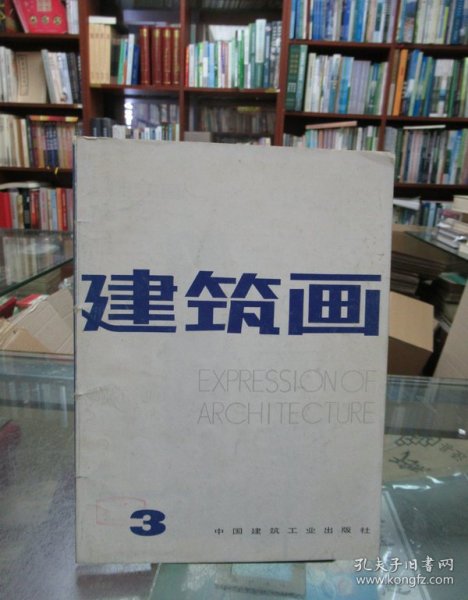 建筑画
EXPRESSION OF
ARCHITECTURE
3
中国建筑工业出版社
孔夫子旧书网
www.kongfz.com